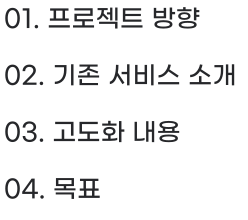 01. 프로젝트 방향
02. 기존 서비스 소개
03. 고도화 내용
04. 목표